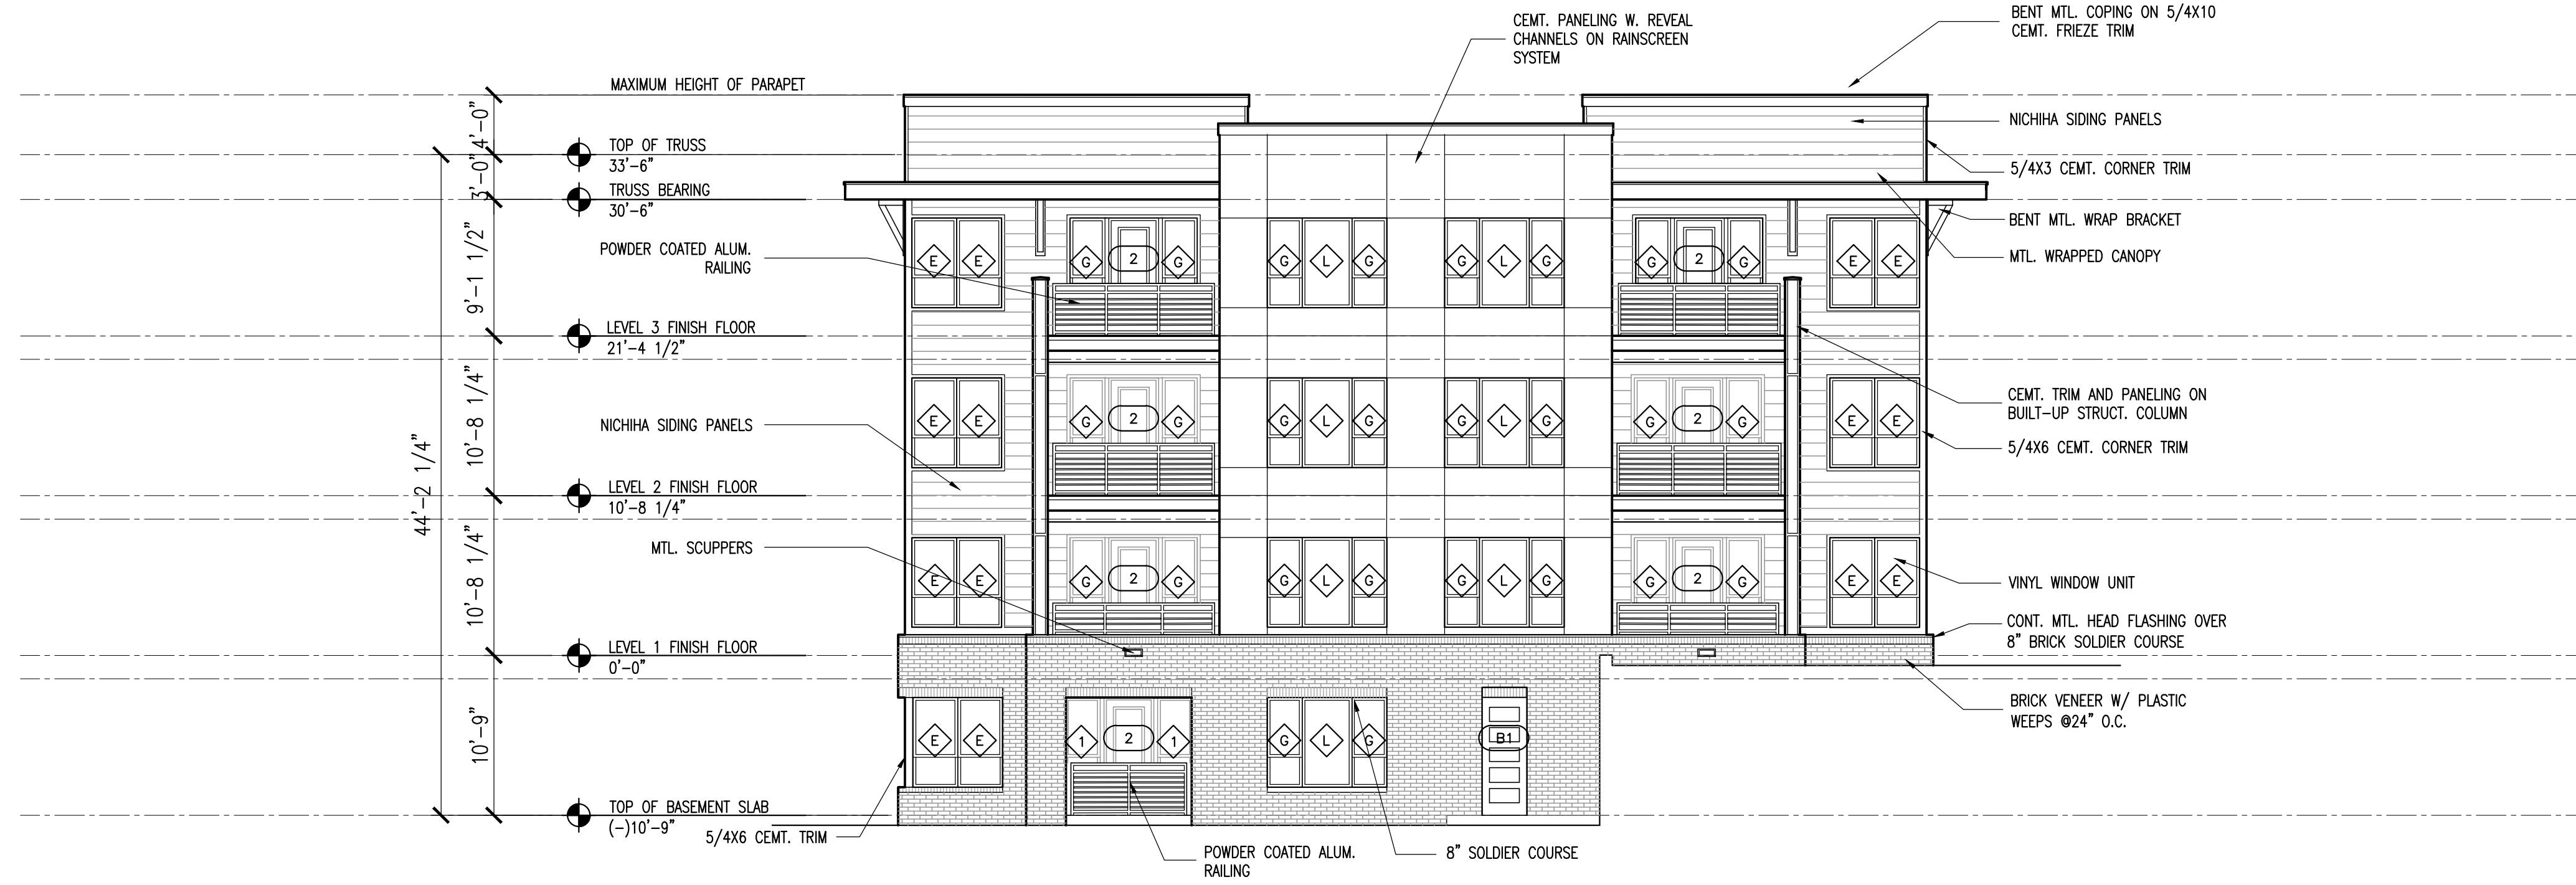 CEMT. PANELING W. REVEAL
CHANNELS ON RAINSCREEN
SYSTEM
BENT MTL. COPING ON 5/4X10
CEMT. FRIEZE TRIM
MAXIMUM HEIGHT OF PARAPET
4'-0"
NICHIHA SIDING PANELS
TOP OF TRUSS
33'-6"
3'-0"
5/4X3 CEMT. CORNER TRIM
TRUSS BEARING
30'-6"
BENT MTL. WRAP BRACKET
POWDER COATED ALUM.
RAILING
MTL. WRAPPED CANOPY
E E G 2 G G L G G L G G 2 G E E
9'-1 1/2"
LEVEL 3 FINISH FLOOR
21'-4 1/2"
CEMT. TRIM AND PANELING ON
BUILT-UP STRUCT. COLUMN
10'-8 1/4"
NICHIHA SIDING PANELS
E E G 2 G G L G G L G G 2 G E E
5/4X6 CEMT. CORNER TRIM
44'-2 1/4"
LEVEL 2 FINISH FLOOR
10'-8 1/4"
10'-8 1/4"
MTL. SCUPPERS
E E G 2 G G L G G L G G 2 G E E
VINYL WINDOW UNIT
CONT. MTL. HEAD FLASHING OVER
8" BRICK SOLDIER COURSE
LEVEL 1 FINISH FLOOR
0'-0"
BRICK VENEER W/ PLASTIC
WEEPS @24" O.C.
10'-9"
E E 1 2 1 G L G B1
TOP OF BASEMENT SLAB
(-)10'-9"
5/4X6 CEMT. TRIM
POWDER COATED ALUM.
RAILING
8" SOLDIER COURSE